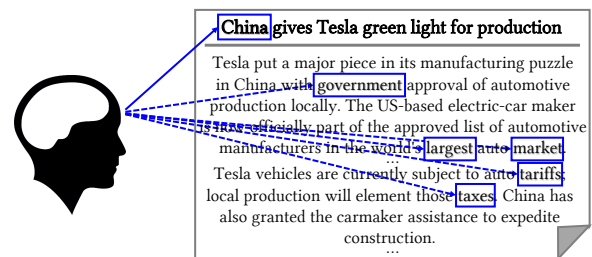 China gives Tesla green light for production
Tesla put a major piece in its manufacturing puzzle
in China with government approval of automotive
production locally. The US-based electric-car maker
is now officially part of the approved list of automotive
manufacturers in the world's largest auto market.
...
Tesla vehicles are currently subject to auto tariffs;
local production will element those taxes. China has
also granted the carmaker assistance to expedite
construction.
...